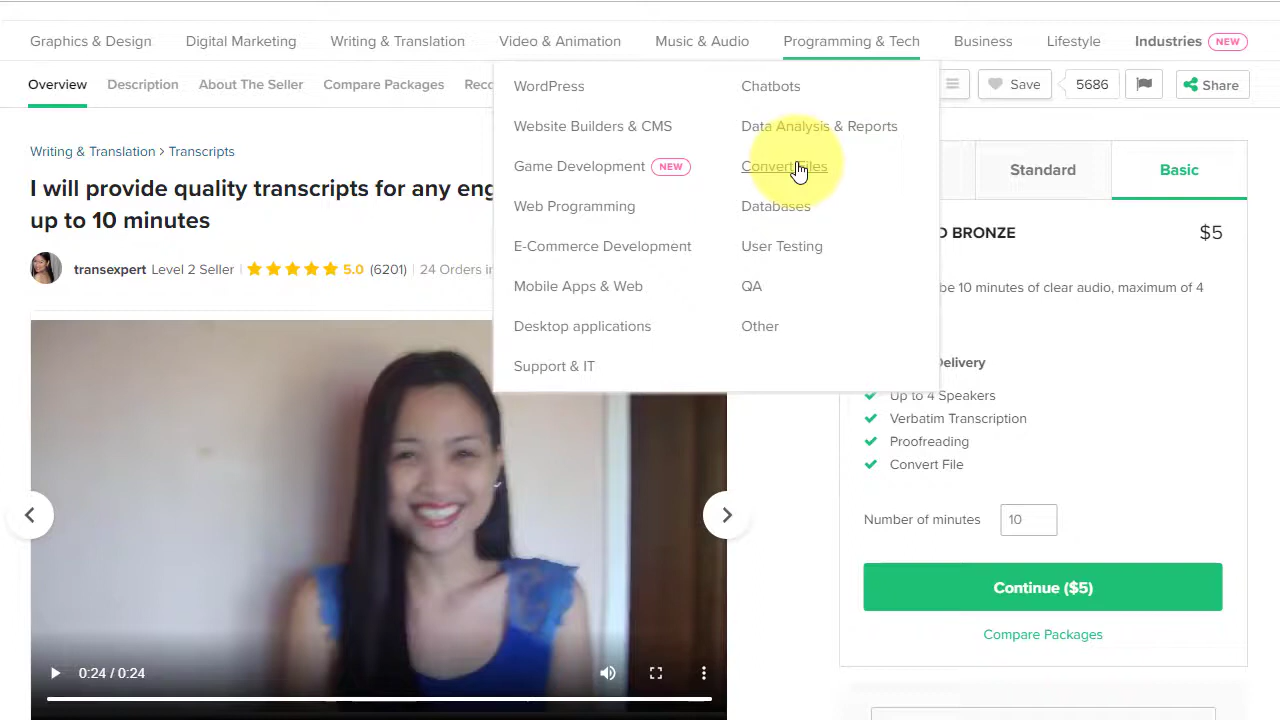 Graphics & Design Digital Marketing Writing & Translation Video & Animation Music & Audio Programming & Tech Business Lifestyle Industries NEW
Overview Description About The Seller Compare Packages Save 5686 Share
WordPress Chatbots
Website Builders & CMS Data Analysis & Reports
Game Development NEW Convert Files
Web Programming Databases
E-Commerce Development User Testing
Mobile Apps & Web QA
Desktop applications Other
Support & IT
Writing & Translation > Transcripts
I will provide quality transcripts for any
up to 10 minutes
transexpert Level 2 Seller 5.0 (6201) 24 Orders
0:24 / 0:24
Standard Basic
BRONZE $5
be 10 minutes of clear audio, maximum of 4
Delivery
Up to 4 Speakers
Verbatim Transcription
Proofreading
Convert File
Number of minutes 10
Continue ($5)
Compare Packages